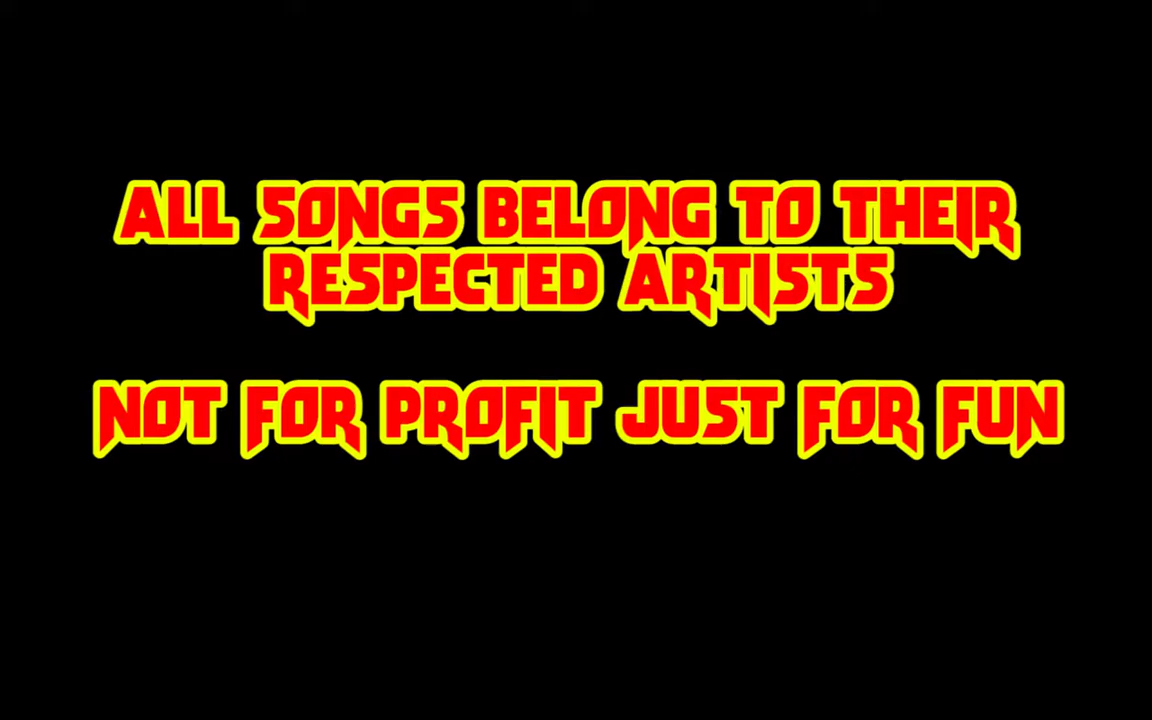 ALL SONGS BELONG TO THEIR
RESPECTED ARTISTS
NOT FOR PROFIT JUST FOR FUN